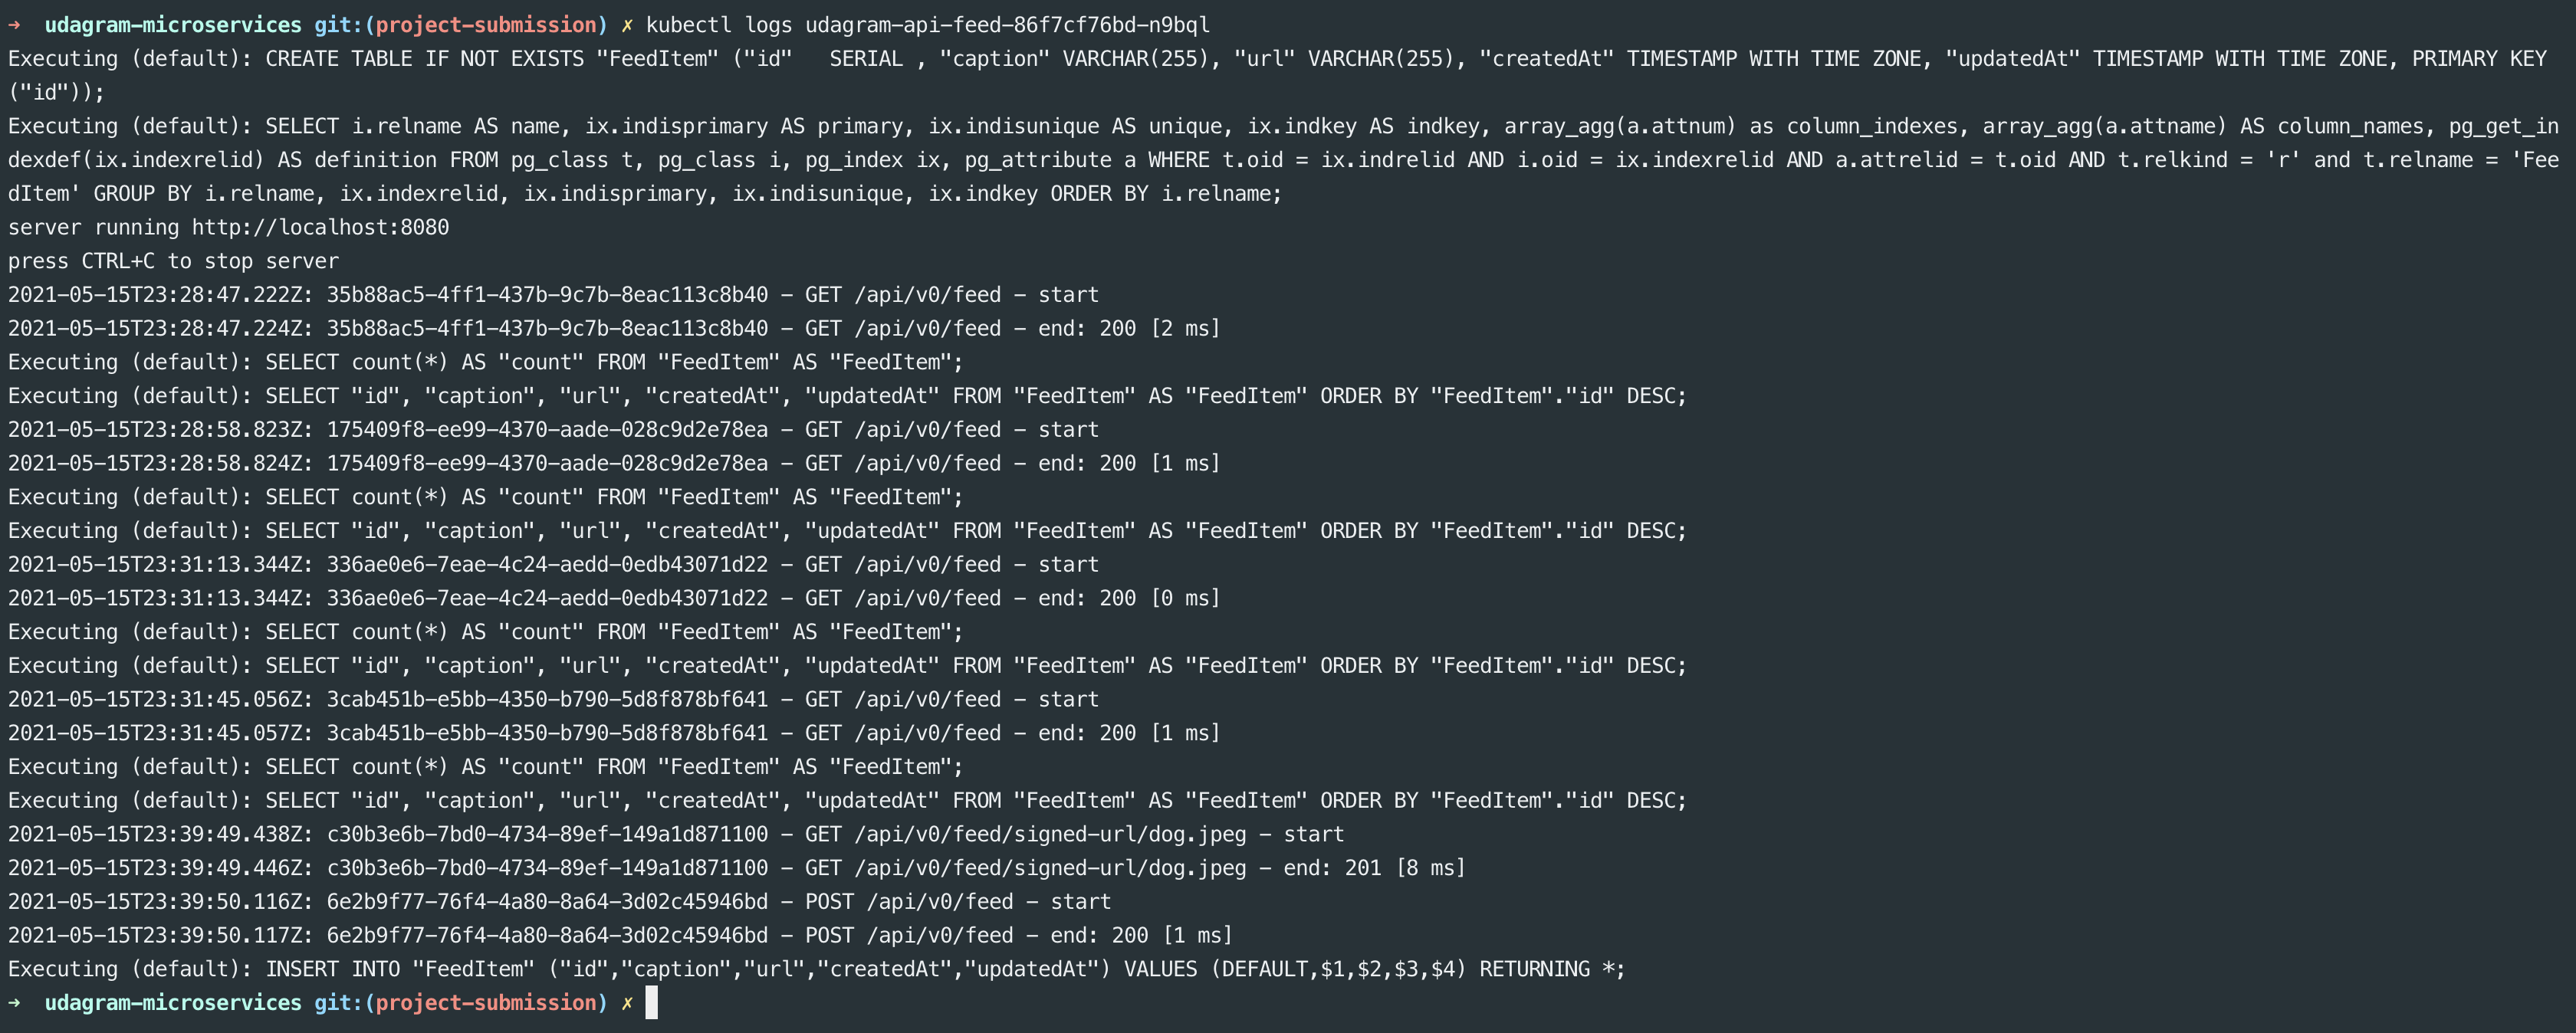 →  udagram-microservices git:(project-submission) ✗ kubectl logs udagram-api-feed-86f7cf76bd-n9bql
Executing (default): CREATE TABLE IF NOT EXISTS "FeedItem" ("id"   SERIAL , "caption" VARCHAR(255), "url" VARCHAR(255), "createdAt" TIMESTAMP WITH TIME ZONE, "updatedAt" TIMESTAMP WITH TIME ZONE, PRIMARY KEY
("id"));
Executing (default): SELECT i.relname AS name, ix.indisprimary AS primary, ix.indisunique AS unique, ix.indkey AS indkey, array_agg(a.attnum) as column_indexes, array_agg(a.attname) AS column_names, pg_get_in
dexdef(ix.indexrelid) AS definition FROM pg_class t, pg_class i, pg_index ix, pg_attribute a WHERE t.oid = ix.indrelid AND i.oid = ix.indexrelid AND a.attrelid = t.oid AND t.relkind = 'r' and t.relname = 'Fee
dItem' GROUP BY i.relname, ix.indexrelid, ix.indisprimary, ix.indisunique, ix.indkey ORDER BY i.relname;
server running http://localhost:8080
press CTRL+C to stop server
2021-05-15T23:28:47.222Z: 35b88ac5-4ff1-437b-9c7b-8eac113c8b40 - GET /api/v0/feed - start
2021-05-15T23:28:47.224Z: 35b88ac5-4ff1-437b-9c7b-8eac113c8b40 - GET /api/v0/feed - end: 200 [2 ms]
Executing (default): SELECT count(*) AS "count" FROM "FeedItem" AS "FeedItem";
Executing (default): SELECT "id", "caption", "url", "createdAt", "updatedAt" FROM "FeedItem" AS "FeedItem" ORDER BY "FeedItem"."id" DESC;
2021-05-15T23:28:58.823Z: 175409f8-ee99-4370-aade-028c9d2e78ea - GET /api/v0/feed - start
2021-05-15T23:28:58.824Z: 175409f8-ee99-4370-aade-028c9d2e78ea - GET /api/v0/feed - end: 200 [1 ms]
Executing (default): SELECT count(*) AS "count" FROM "FeedItem" AS "FeedItem";
Executing (default): SELECT "id", "caption", "url", "createdAt", "updatedAt" FROM "FeedItem" AS "FeedItem" ORDER BY "FeedItem"."id" DESC;
2021-05-15T23:31:13.344Z: 336ae0e6-7eae-4c24-aedd-0edb43071d22 - GET /api/v0/feed - start
2021-05-15T23:31:13.344Z: 336ae0e6-7eae-4c24-aedd-0edb43071d22 - GET /api/v0/feed - end: 200 [0 ms]
Executing (default): SELECT count(*) AS "count" FROM "FeedItem" AS "FeedItem";
Executing (default): SELECT "id", "caption", "url", "createdAt", "updatedAt" FROM "FeedItem" AS "FeedItem" ORDER BY "FeedItem"."id" DESC;
2021-05-15T23:31:45.056Z: 3cab451b-e5bb-4350-b790-5d8f878bf641 - GET /api/v0/feed - start
2021-05-15T23:31:45.057Z: 3cab451b-e5bb-4350-b790-5d8f878bf641 - GET /api/v0/feed - end: 200 [1 ms]
Executing (default): SELECT count(*) AS "count" FROM "FeedItem" AS "FeedItem";
Executing (default): SELECT "id", "caption", "url", "createdAt", "updatedAt" FROM "FeedItem" AS "FeedItem" ORDER BY "FeedItem"."id" DESC;
2021-05-15T23:39:49.438Z: c30b3e6b-7bd0-4734-89ef-149a1d871100 - GET /api/v0/feed/signed-url/dog.jpeg - start
2021-05-15T23:39:49.446Z: c30b3e6b-7bd0-4734-89ef-149a1d871100 - GET /api/v0/feed/signed-url/dog.jpeg - end: 201 [8 ms]
2021-05-15T23:39:50.116Z: 6e2b9f77-76f4-4a80-8a64-3d02c45946bd - POST /api/v0/feed - start
2021-05-15T23:39:50.117Z: 6e2b9f77-76f4-4a80-8a64-3d02c45946bd - POST /api/v0/feed - end: 200 [1 ms]
Executing (default): INSERT INTO "FeedItem" ("id","caption","url","createdAt","updatedAt") VALUES (DEFAULT,$1,$2,$3,$4) RETURNING *;
→  udagram-microservices git:(project-submission) ✗